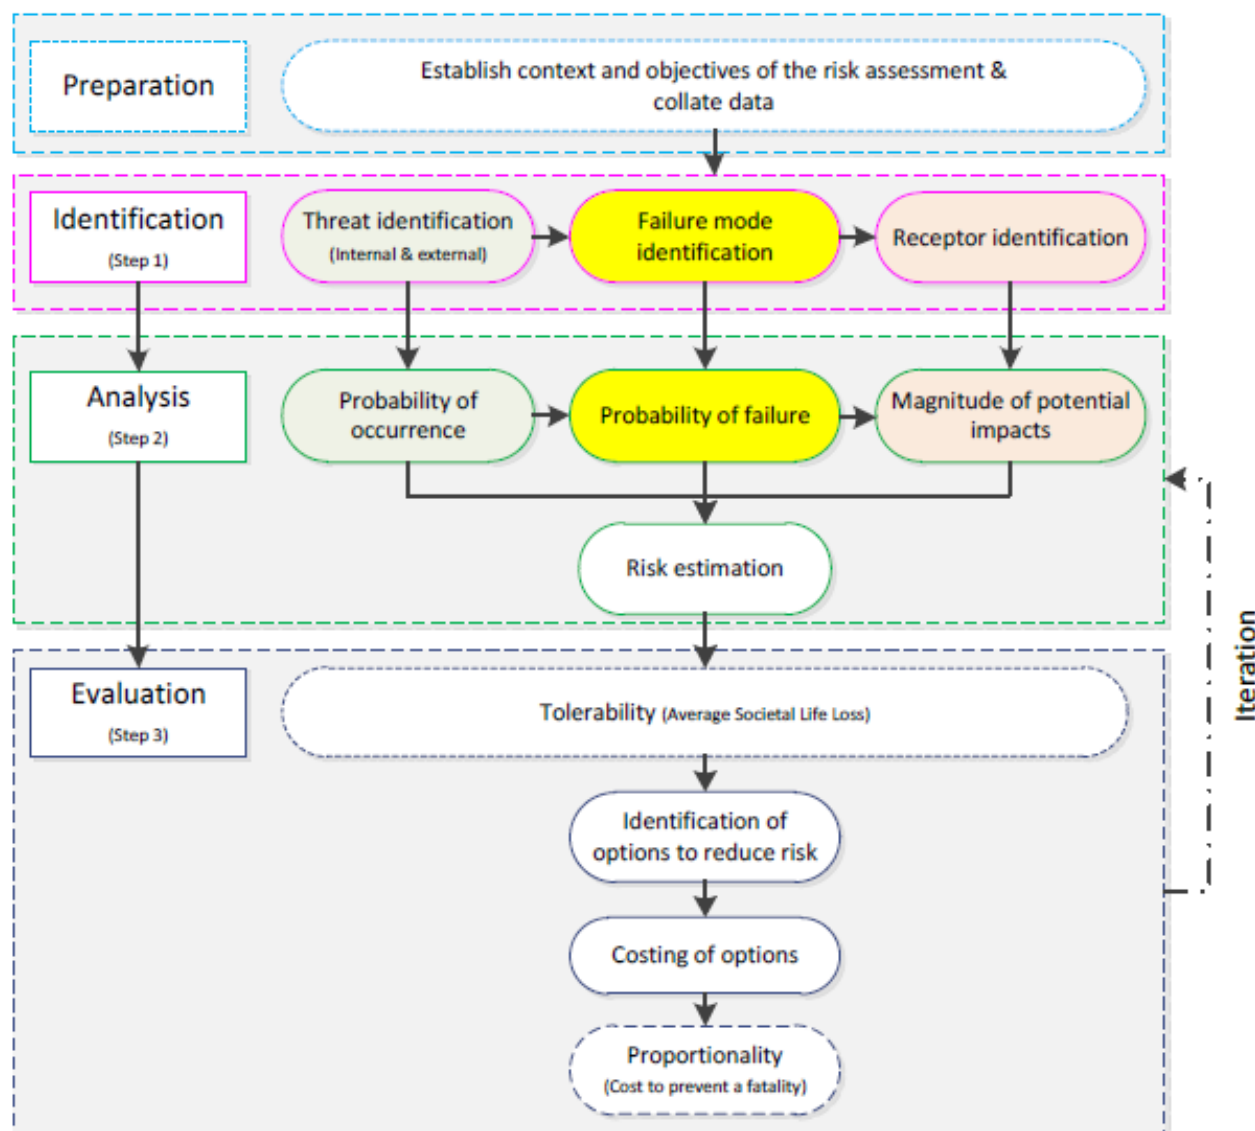 Preparation
Establish context and objectives of the risk assessment &
collate data
Identification
(Step 1)
Threat identification
(Internal & external)
Failure mode
identification
Receptor identification
Analysis
(Step 2)
Probability of
occurrence
Probability of failure
Magnitude of potential
impacts
Risk estimation
Iteration
Evaluation
(Step 3)
Tolerability (Average Societal Life Loss)
Identification of
options to reduce risk
Costing of options
Proportionality
(Cost to prevent a fatality)